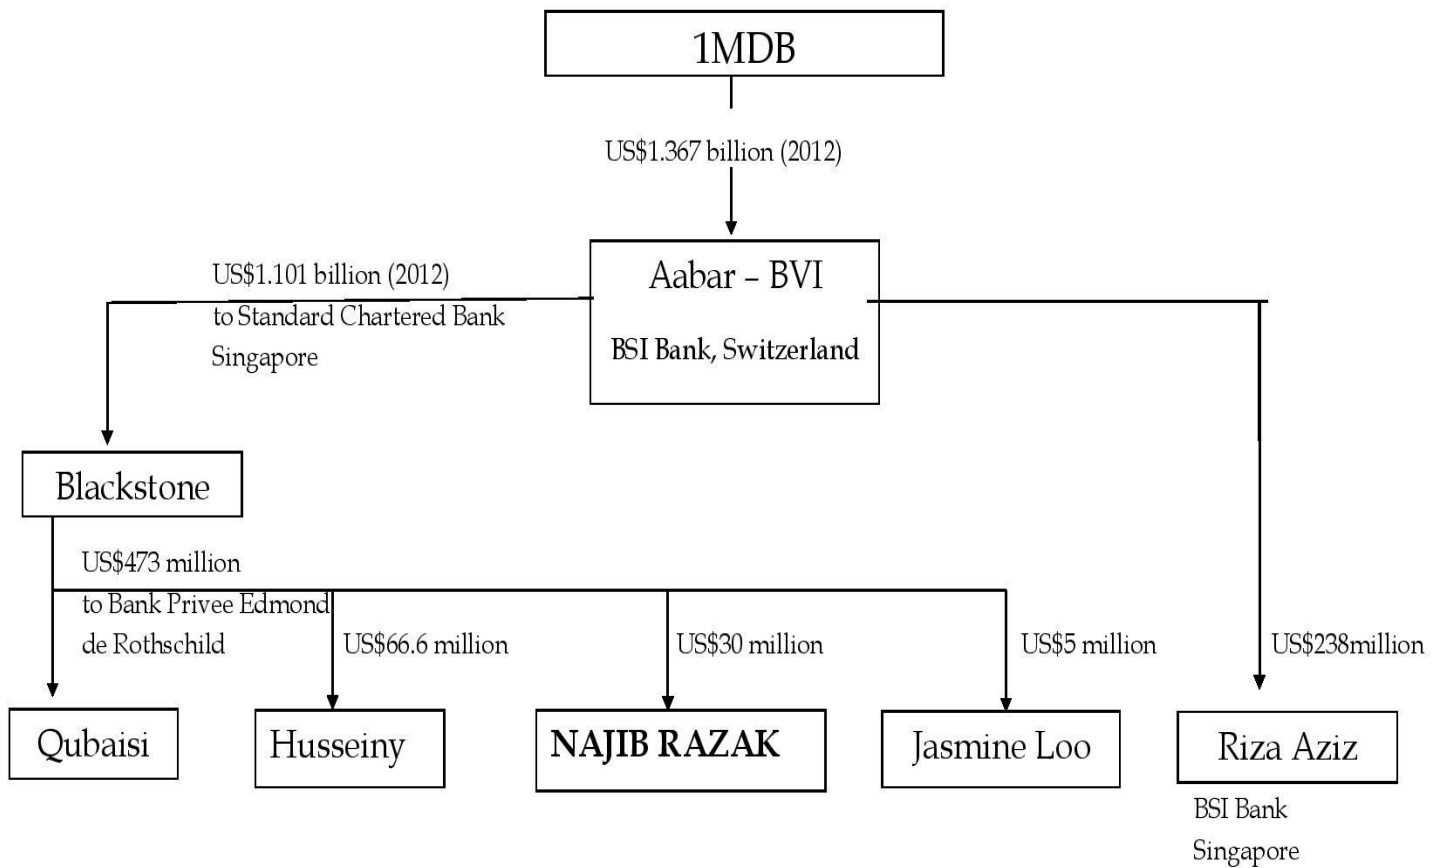 1MDB
US$1.367 billion (2012)
US$1.101 billion (2012)
to Standard Chartered Bank
Singapore
Aabar – BVI
BSI Bank, Switzerland
Blackstone
US$473 million
to Bank Privee Edmond
de Rothschild
US$66.6 million
US$30 million
US$5 million
US$238million
Qubaisi
Husseiny
NAJIB RAZAK
Jasmine Loo
Riza Aziz
BSI Bank
Singapore